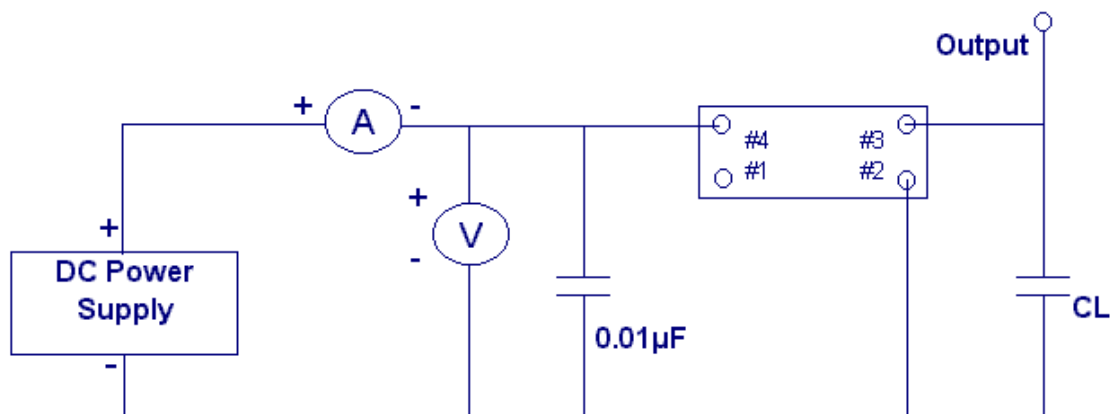 Output
+ A -
#4 #3
#1 #2
+
V
-
+
DC Power
Supply
-
0.01µF
CL